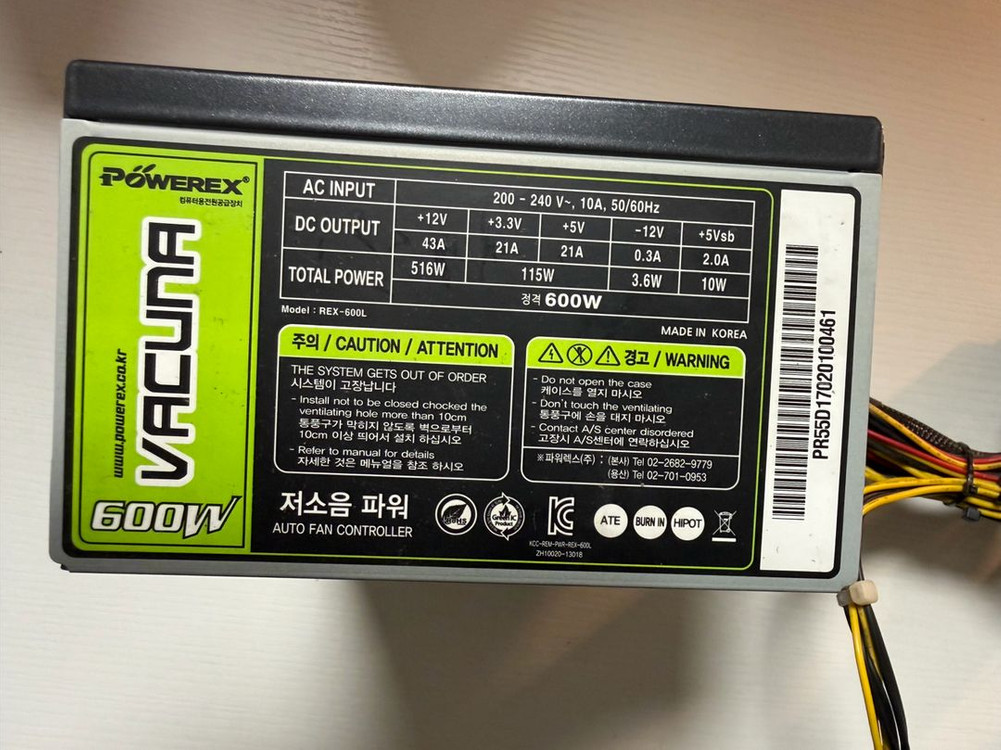 POWEREX®
컴퓨터용전원공급장치
VACUNA
www.powerex.co.kr
600W
AC INPUT 200 - 240 V~, 10A, 50/60Hz
DC OUTPUT +12V +3.3V +5V -12V +5Vsb
43A 21A 21A 0.3A 2.0A
TOTAL POWER 516W 115W 3.6W 10W
정격 600W
Model : REX-600L
MADE IN KOREA
주의 / CAUTION / ATTENTION
THE SYSTEM GETS OUT OF ORDER
시스템이 고장납니다
- Install not to be closed chocked the
ventilating hole more than 10cm
통풍구가 막히지 않도록 벽으로부터
10cm 이상 띄어서 설치 하십시오
- Refer to manual for details
자세한 것은 메뉴얼을 참조 하시오
경고 / WARNING
- Do not open the case
케이스를 열지 마시오
- Don't touch the ventilating
통풍구에 손을 대지 마시오
- Contact A/S center disordered
고장시 A/S센터에 연락하십시오
※ 파워렉스(주) : (본사) Tel 02-2682-9779
(용산) Tel 02-701-0953
저소음 파워
AUTO FAN CONTROLLER
RoHS
Green IC
Product
KC
KCC-REM-PWR-REX-600L
ZH10020-13018
ATE
BURN IN
HIPOT
PR55D17020100461